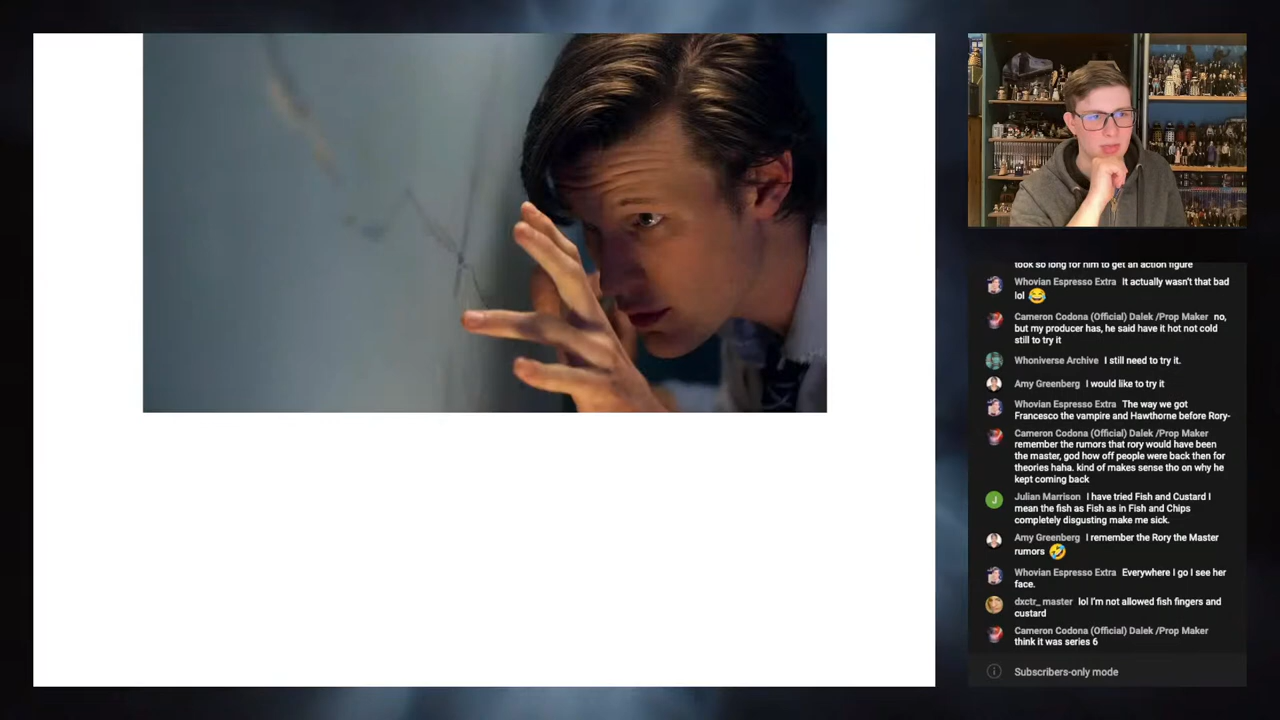 took so long for him to get an action figure
Whovian Espresso Extra It actually wasn't that bad
lol 😂
Cameron Codona (Official) Dalek /Prop Maker no,
but my producer has, he said have it hot not cold
still to try it
Whoniverse Archive I still need to try it.
Amy Greenberg I would like to try it
Whovian Espresso Extra The way we got
Francesco the vampire and Hawthorne before Rory-
Cameron Codona (Official) Dalek /Prop Maker
remember the rumors that rory would have been
the master, god how off people were back then for
theories haha. kind of makes sense tho on why he
kept coming back
J
Julian Marrison I have tried Fish and Custard I
mean the fish as Fish as in Fish and Chips
completely disgusting make me sick.
Amy Greenberg I remember the Rory the Master
rumors 🤣
Whovian Espresso Extra Everywhere I go I see her
face.
dxctr_ master lol I'm not allowed fish fingers and
custard
Cameron Codona (Official) Dalek /Prop Maker
think it was series 6
Subscribers-only mode